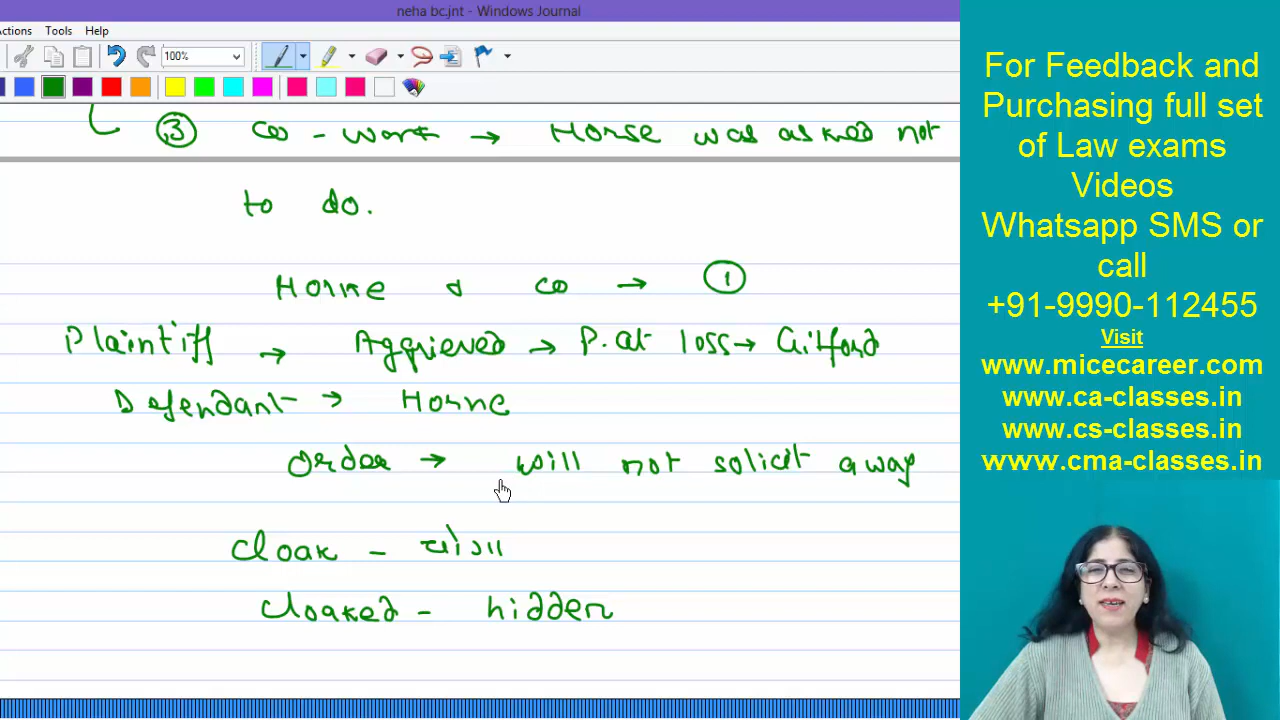 neha bc.jnt - Windows Journal
Actions Tools Help
100%
3 co - work → Horse was asked not
to do.
Horne & co → 1
Plaintiff → Aggrieved → P. at loss → Gilford
Defendant → Horne
Order → will not solicit away
Cloak - चोगा
Cloaked - hidden
For Feedback and
Purchasing full set
of Law exams
Videos
Whatsapp SMS or
call
+91-9990-112455
Visit
www.micecareer.com
www.ca-classes.in
www.cs-classes.in
www.cma-classes.in